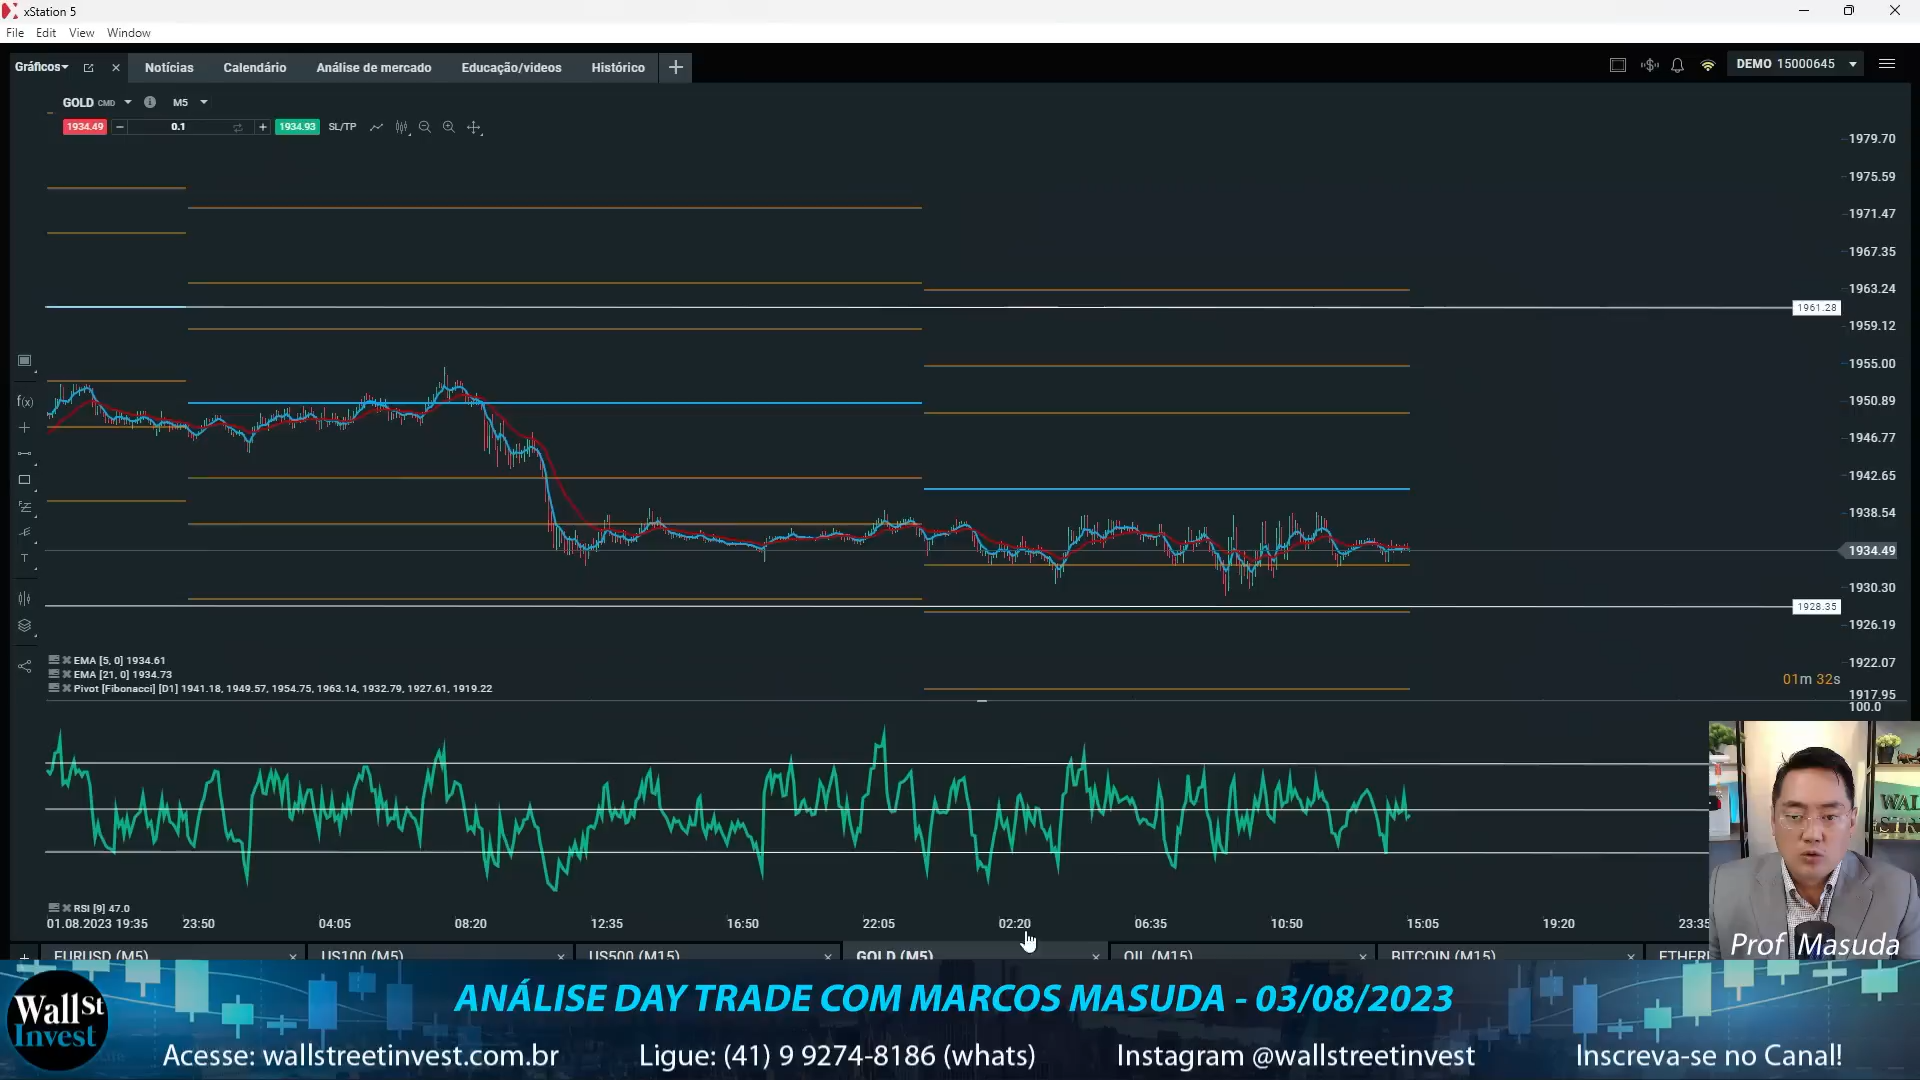 xStation 5
File Edit View Window
Gráficos Notícias Calendário Análise de mercado Educação/videos Histórico DEMO 15000645
GOLD CMD M5
1934.49 0.1 1934.93 SL/TP
1979.70
1975.59
1971.47
1967.35
1963.24
1961.28
1959.12
1955.00
1950.89
1946.77
1942.65
1938.54
1934.49
1930.30
1928.35
1926.19
1922.07
1917.95
f(x)
T
EMA [5, 0] 1934.61
EMA [21, 0] 1934.73
Pivot [Fibonacci] [D1] 1941.18, 1949.57, 1954.75, 1963.14, 1932.79, 1927.61, 1919.22
01m 32s
100.0
RSI [9] 47.0
01.08.2023 19:35 23:50 04:05 08:20 12:35 16:50 22:05 02:20 06:35 10:50 15:05 19:20 23:35
EURUSD (M5) US100 (M5) US500 (M15) GOLD (M5) OIL (M15) BITCOIN (M15) ETHER
Prof Masuda
Wall St
Invest
ANÁLISE DAY TRADE COM MARCOS MASUDA - 03/08/2023
Acesse: wallstreetinvest.com.br Ligue: (41) 9 9274-8186 (whats) Instagram @wallstreetinvest Inscreva-se no Canal!